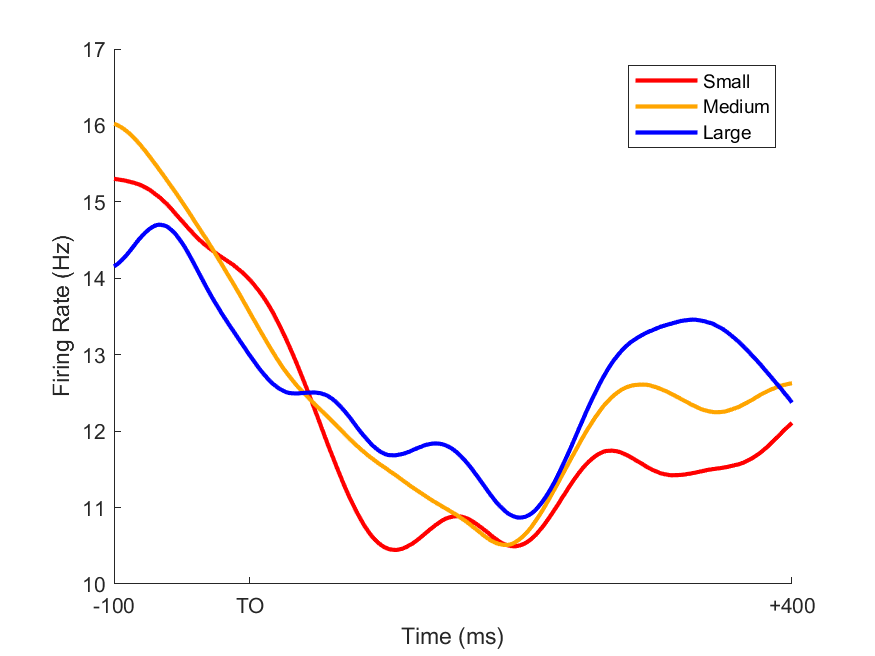 17
16
15
14
13
12
11
10
Firing Rate (Hz)
Small
Medium
Large
-100
TO
+400
Time (ms)